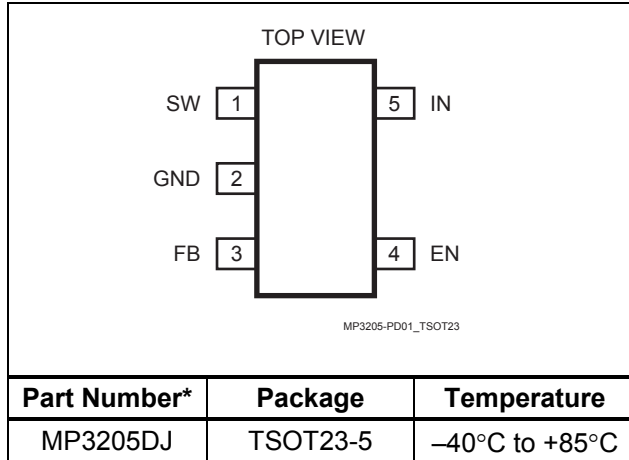 TOP VIEW
SW 1 5 IN
GND 2
FB 3 4 EN
MP3205-PD01_TSOT23
Part Number* Package Temperature
MP3205DJ TSOT23-5 –40°C to +85°C